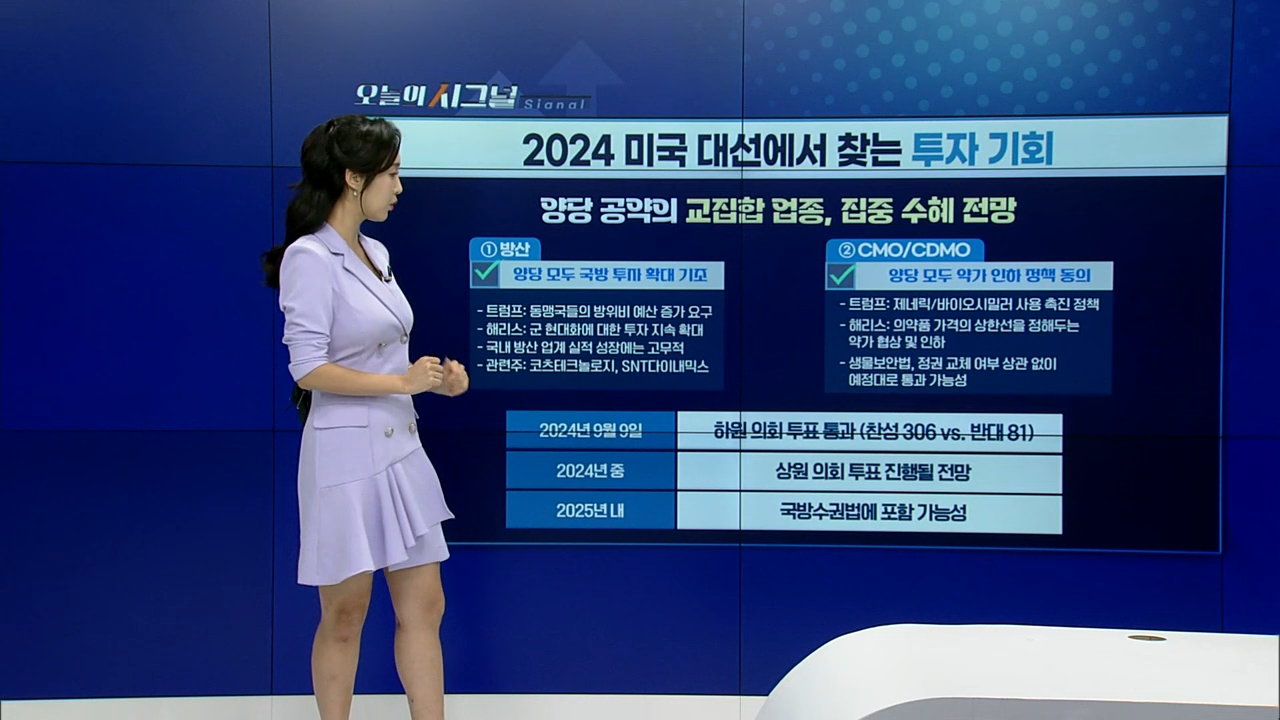 오늘의 시그널
Signal
2024 미국 대선에서 찾는 투자 기회
양당 공약의 교집합 업종, 집중 수혜 전망
① 방산
양당 모두 국방 투자 확대 기조
- 트럼프: 동맹국들의 방위비 예산 증가 요구
- 해리스: 군 현대화에 대한 투자 지속 확대
- 국내 방산 업계 실적 성장에는 고무적
- 관련주: 코츠테크놀로지, SNT다이내믹스
② CMO/CDMO
양당 모두 약가 인하 정책 동의
- 트럼프: 제네릭/바이오시밀러 사용 촉진 정책
- 해리스: 의약품 가격의 상한선을 정해두는
약가 협상 및 인하
- 생물보안법, 정권 교체 여부 상관 없이
예정대로 통과 가능성
2024년 9월 9일 하원 의회 투표 통과 (찬성 306 vs. 반대 81)
2024년 중 상원 의회 투표 진행될 전망
2025년 내 국방수권법에 포함 가능성